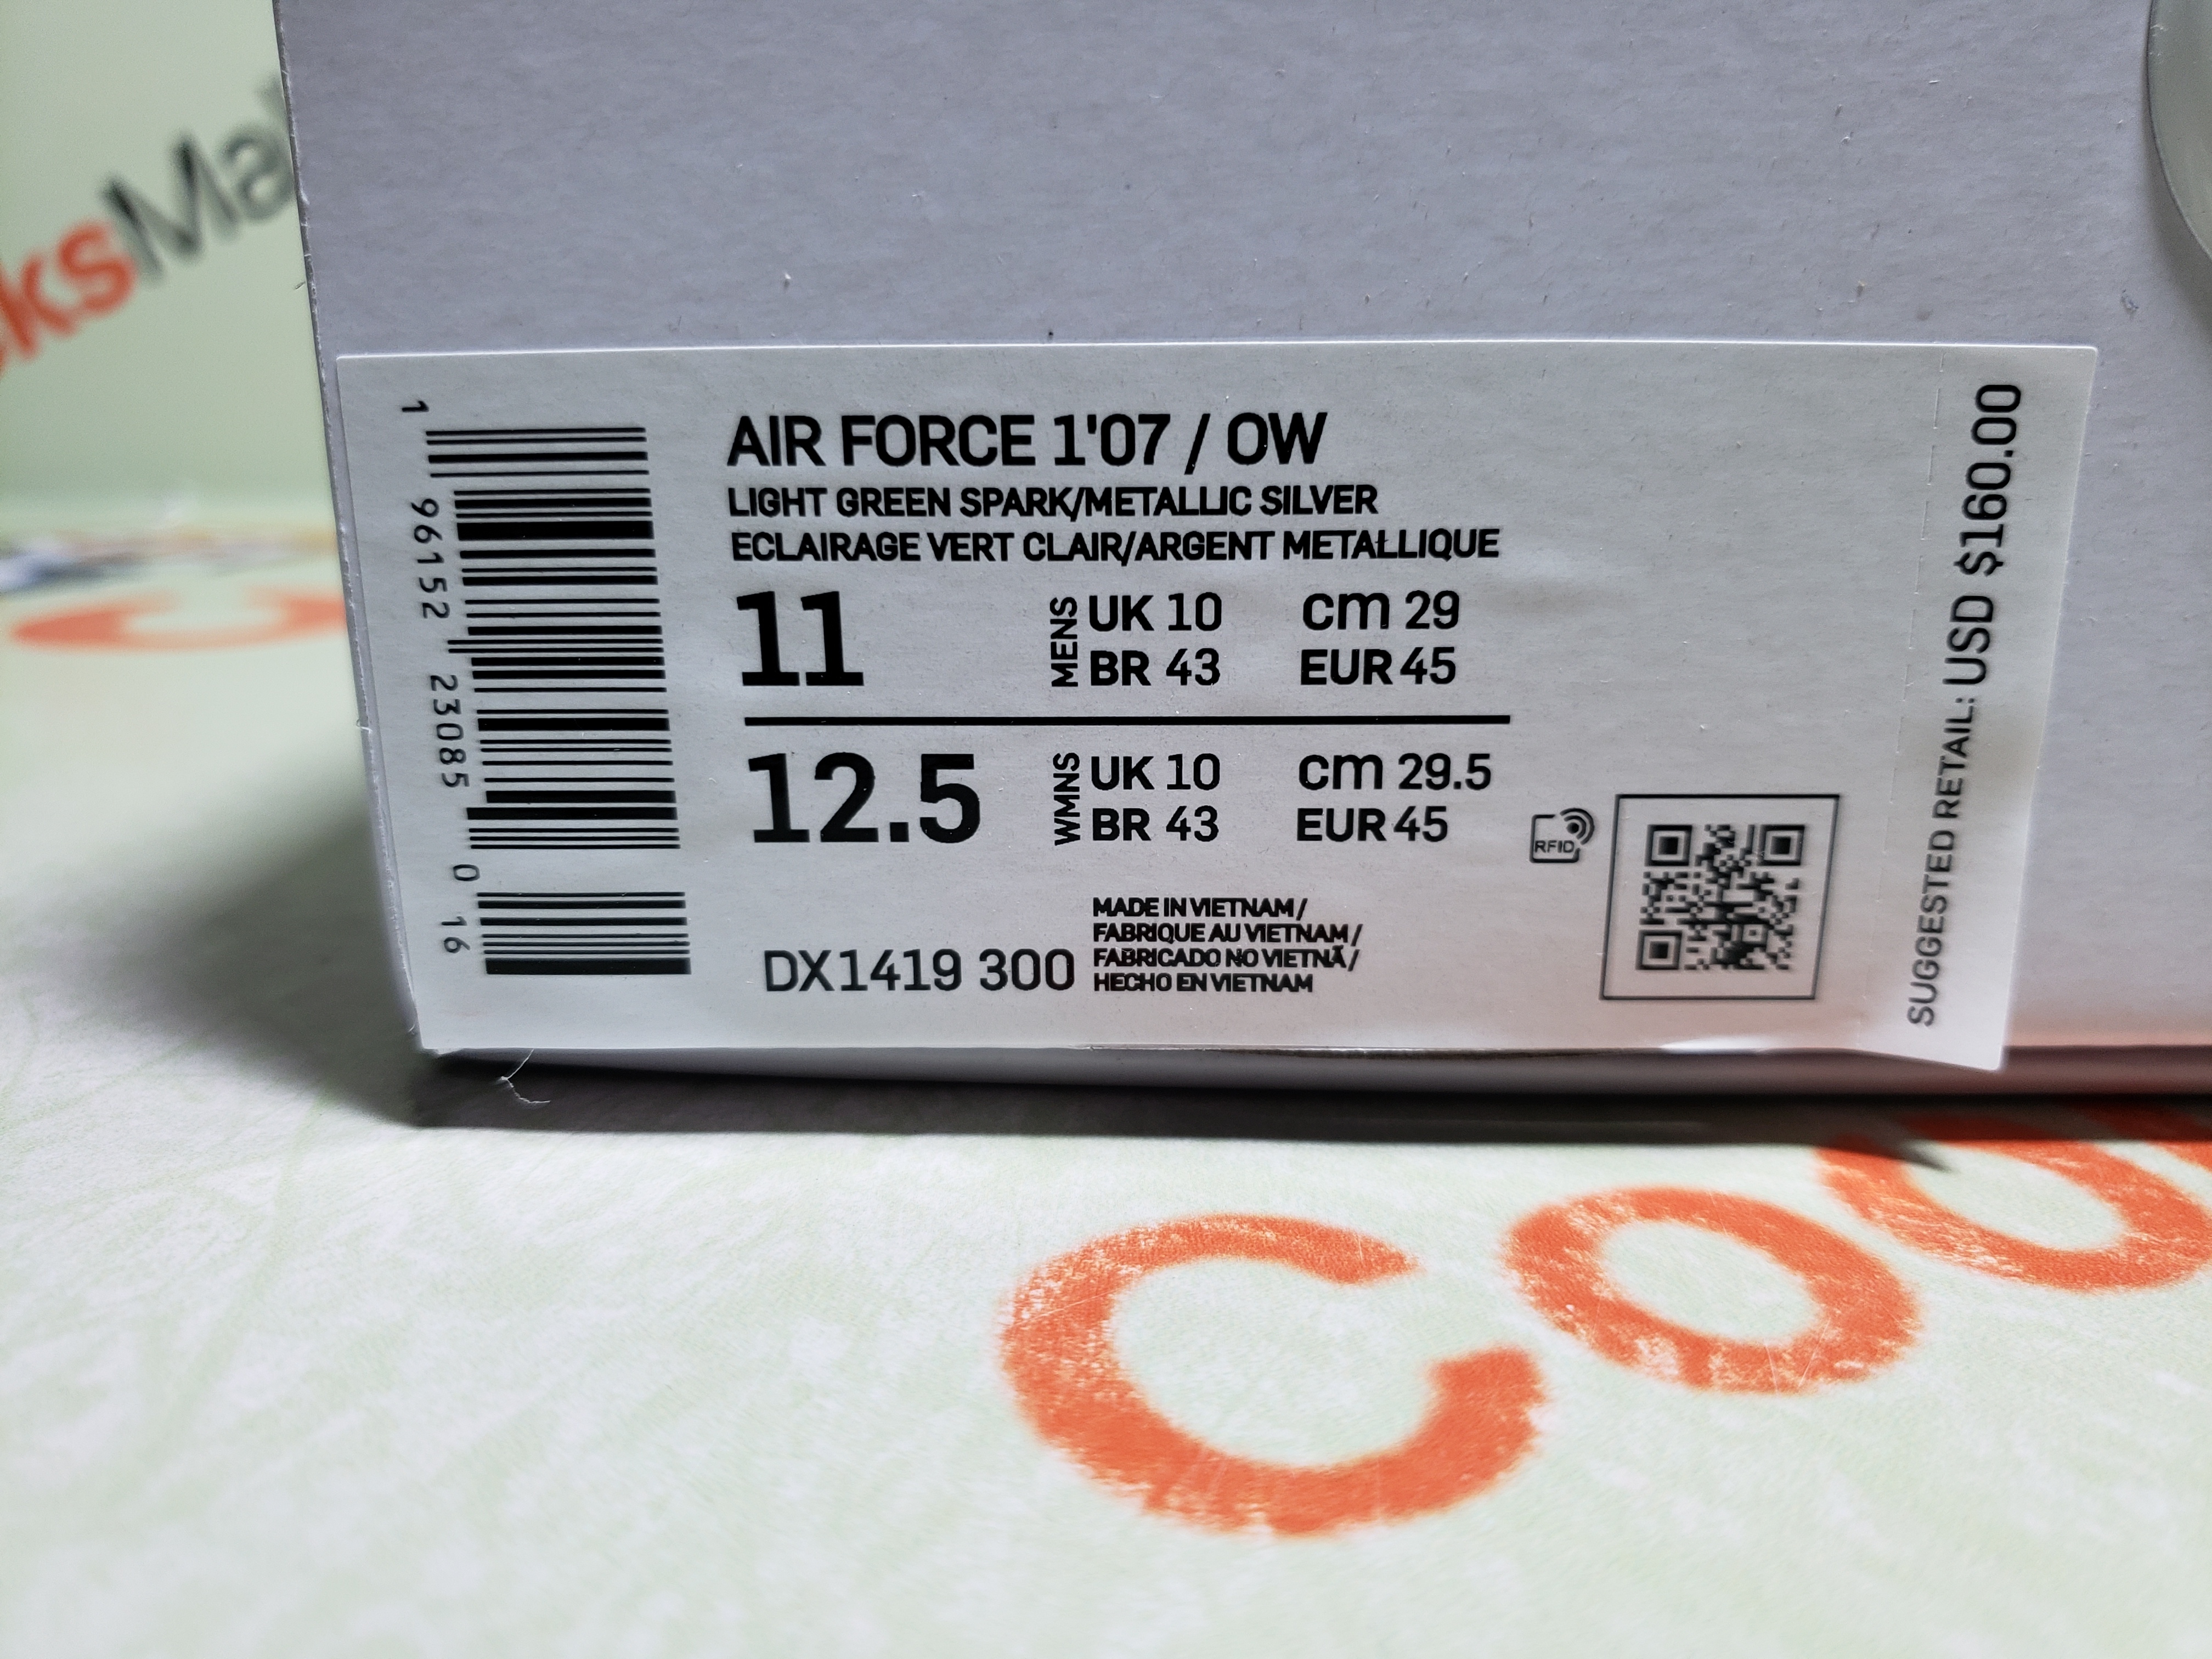 AIR FORCE 1'07 / OW
LIGHT GREEN SPARK/METALLIC SILVER
ECLAIRAGE VERT CLAIR/ARGENT METALLIQUE
11
MENS
UK 10 cm 29
BR 43 EUR 45
12.5
WMNS
UK 10 cm 29.5
BR 43 EUR 45
RFID
DX1419 300
MADE IN VIETNAM /
FABRIQUE AU VIETNAM /
FABRICADO NO VIETNÃ /
HECHO EN VIETNAM
1 96152 23085 0 16
SUGGESTED RETAIL: USD $160.00